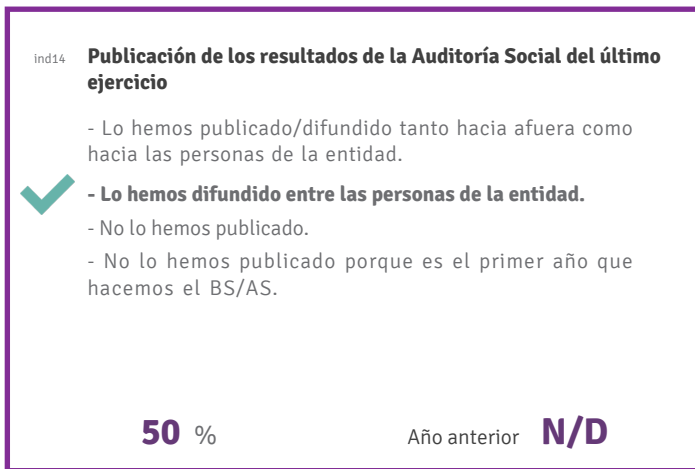 ind14 Publicación de los resultados de la Auditoría Social del último
ejercicio
- Lo hemos publicado/difundido tanto hacia afuera como
hacia las personas de la entidad.
- Lo hemos difundido entre las personas de la entidad.
- No lo hemos publicado.
- No lo hemos publicado porque es el primer año que
hacemos el BS/AS.
50 % Año anterior N/D